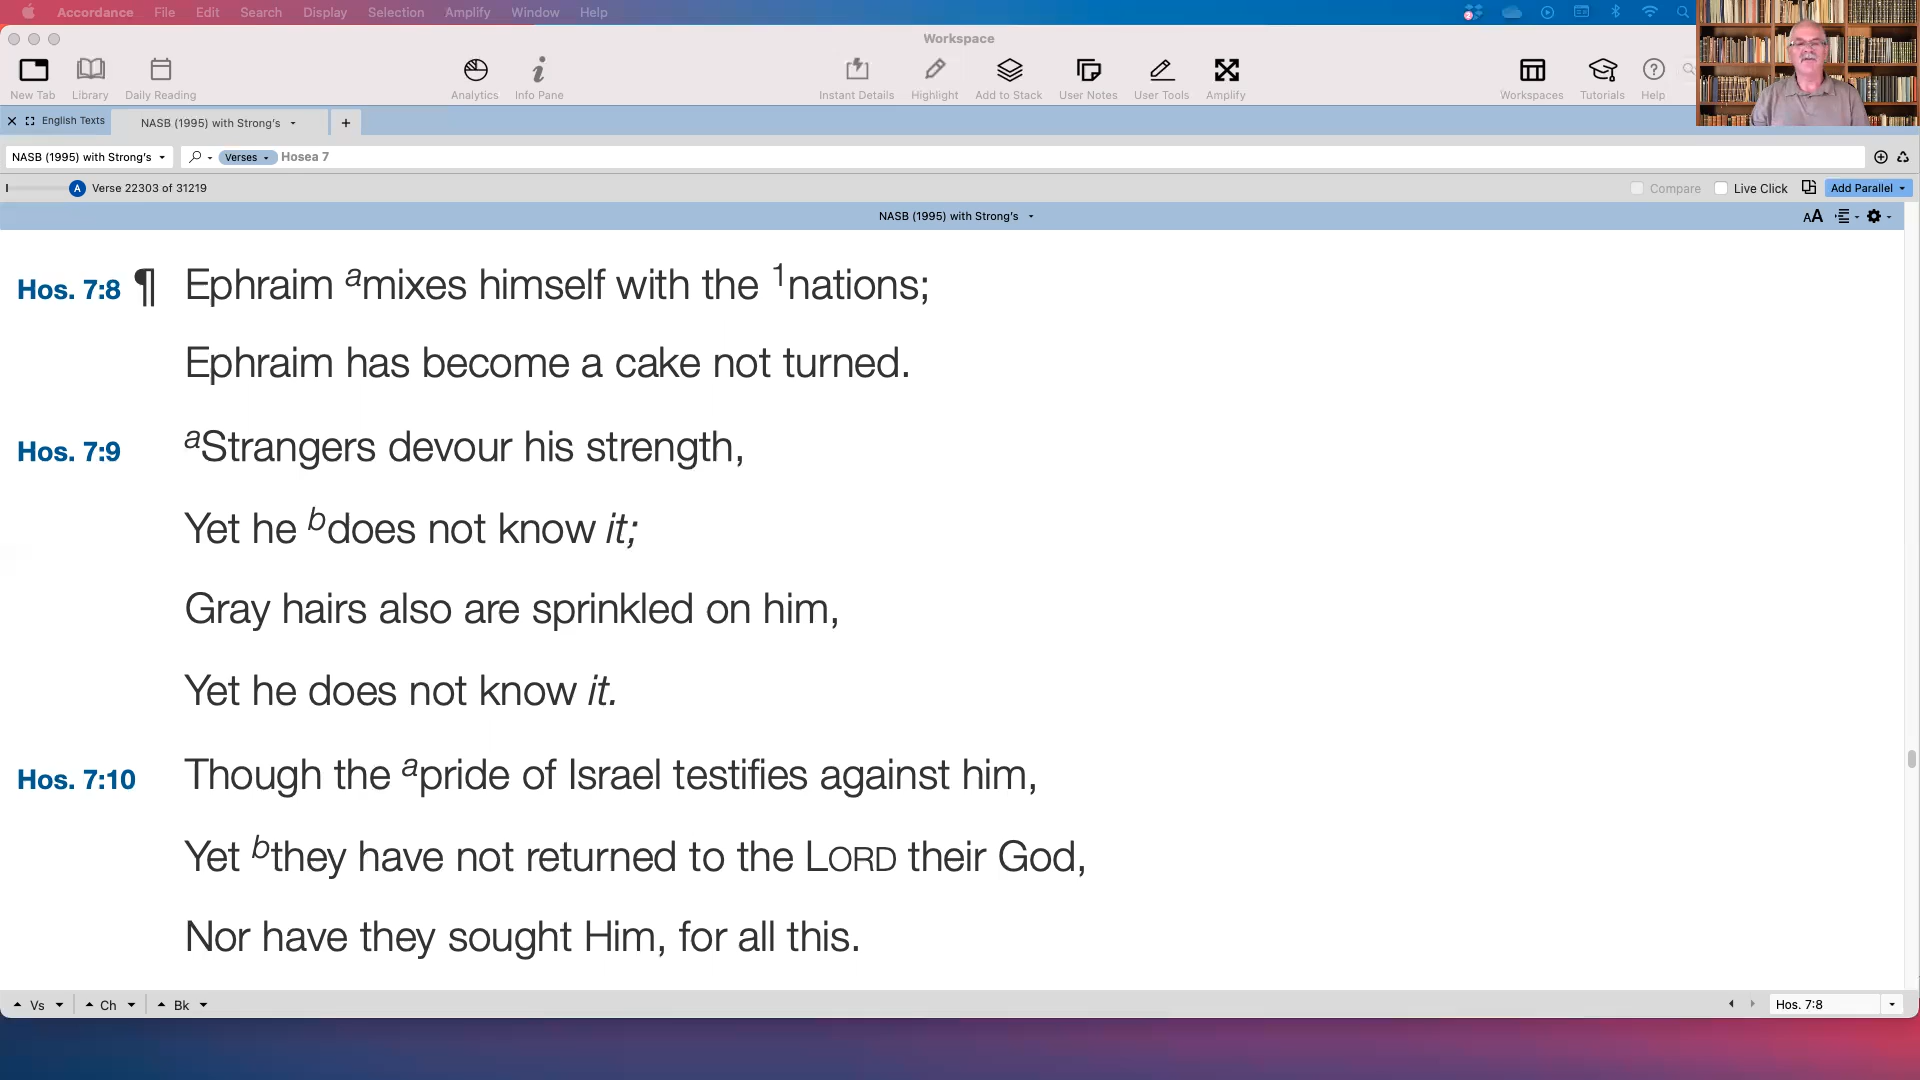 Accordance File Edit Search Display Selection Amplify Window Help
Workspace
New Tab Library Daily Reading Analytics Info Pane Instant Details Highlight Add to Stack User Notes User Tools Amplify Workspaces Tutorials Help
English Texts NASB (1995) with Strong's +
NASB (1995) with Strong's Verses Hosea 7
A Verse 22303 of 31219 Compare Live Click Add Parallel
NASB (1995) with Strong's AA
Hos. 7:8 ¶ Ephraim amixes himself with the 1nations;
Ephraim has become a cake not turned.
Hos. 7:9 aStrangers devour his strength,
Yet he bdoes not know it;
Gray hairs also are sprinkled on him,
Yet he does not know it.
Hos. 7:10 Though the apride of Israel testifies against him,
Yet bthey have not returned to the LORD their God,
Nor have they sought Him, for all this.
Vs Ch Bk Hos. 7:8